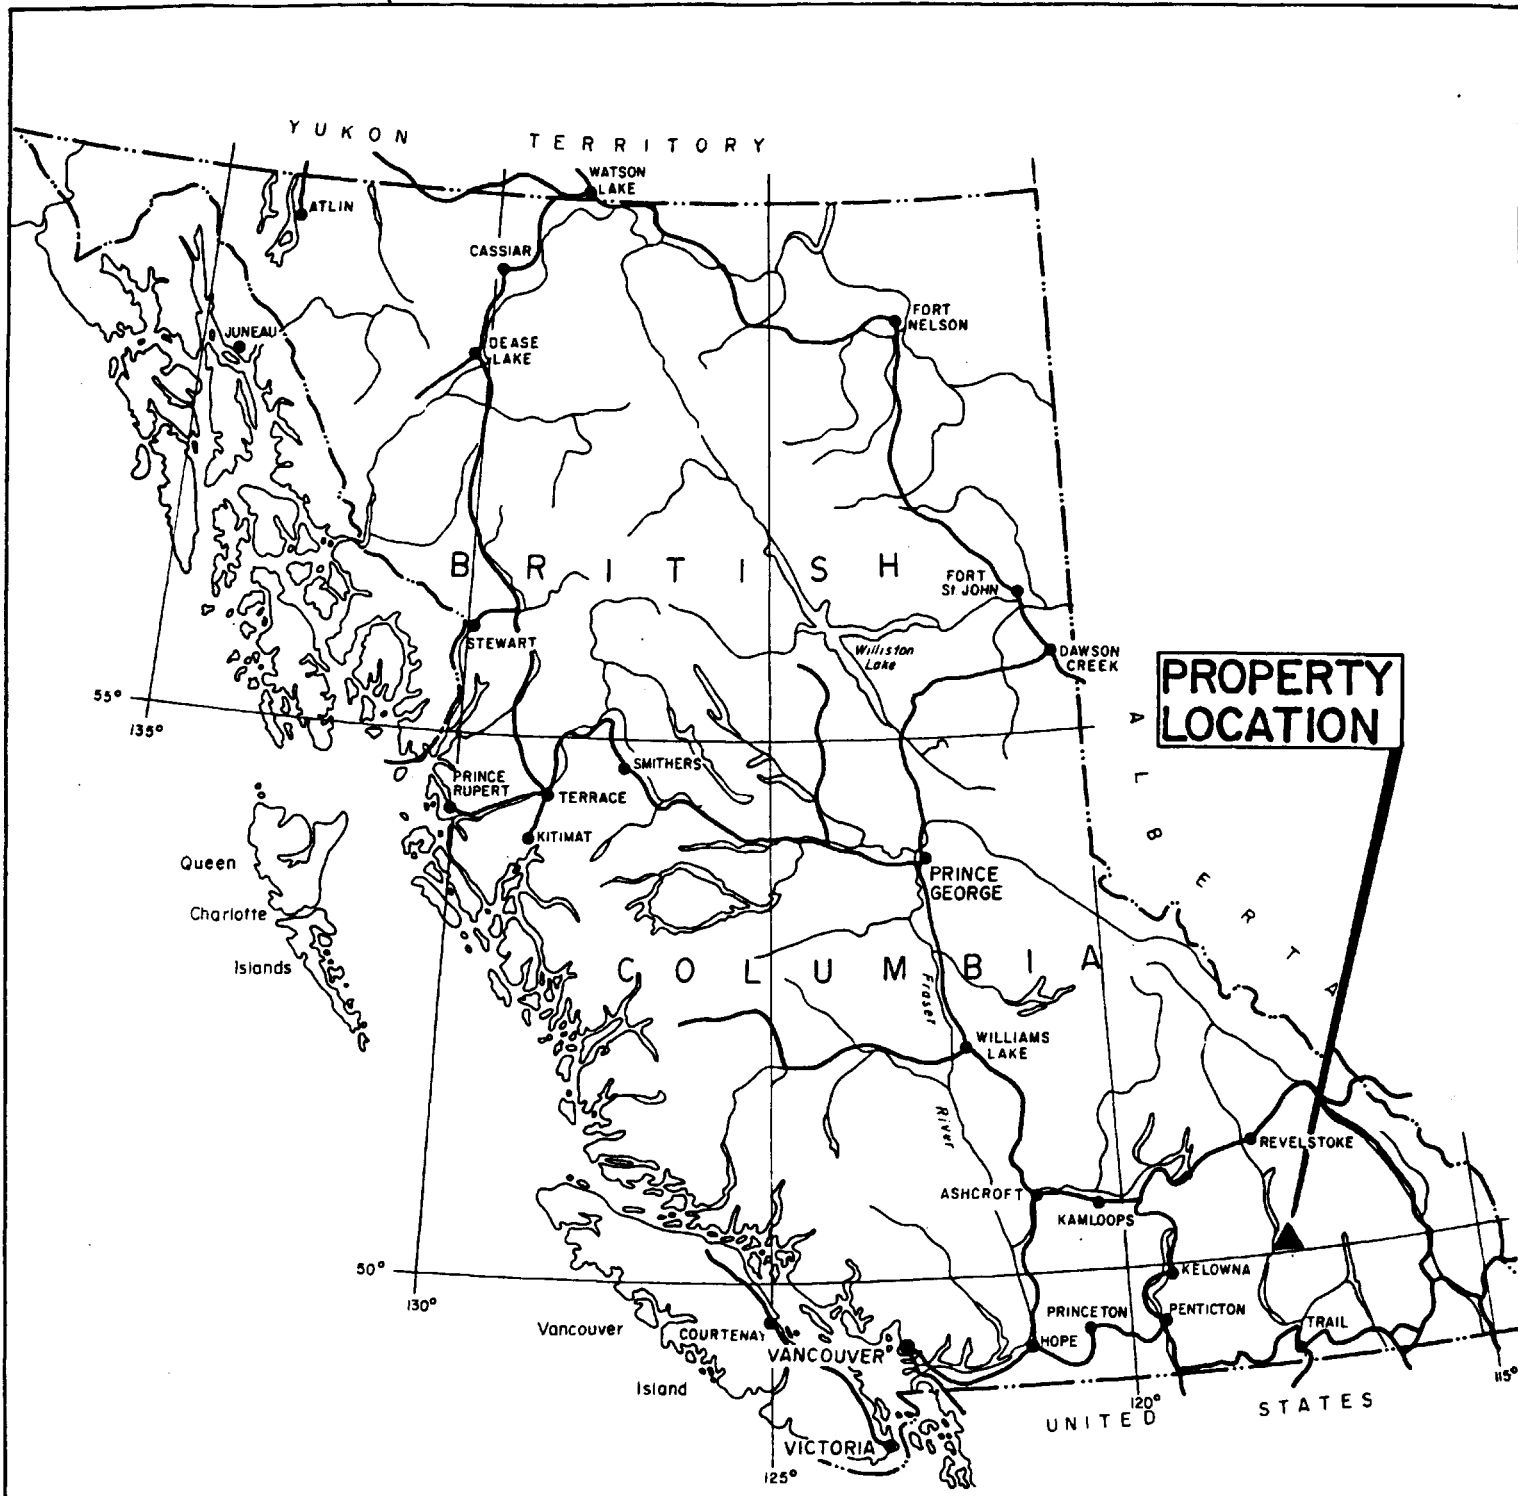 YUKON TERRITORY
WATSON
LAKE
ATLIN
CASSIAR
JUNEAU
DEASE
LAKE
FORT
NELSON
BRITISH
FORT
St JOHN
STEWART
Williston
Lake
DAWSON
CREEK
PROPERTY
LOCATION
55°
135°
ALBERTA
PRINCE
RUPERT
SMITHERS
TERRACE
KITIMAT
Queen
Charlotte
Islands
PRINCE
GEORGE
COLUMBIA
Fraser
River
WILLIAMS
LAKE
REVELSTOKE
ASHCROFT
KAMLOOPS
50°
130°
KELOWNA
Vancouver
Island
COURTENAY
VANCOUVER
PRINCETON
PENTICTON
HOPE
TRAIL
115°
120°
UNITED STATES
VICTORIA
125°